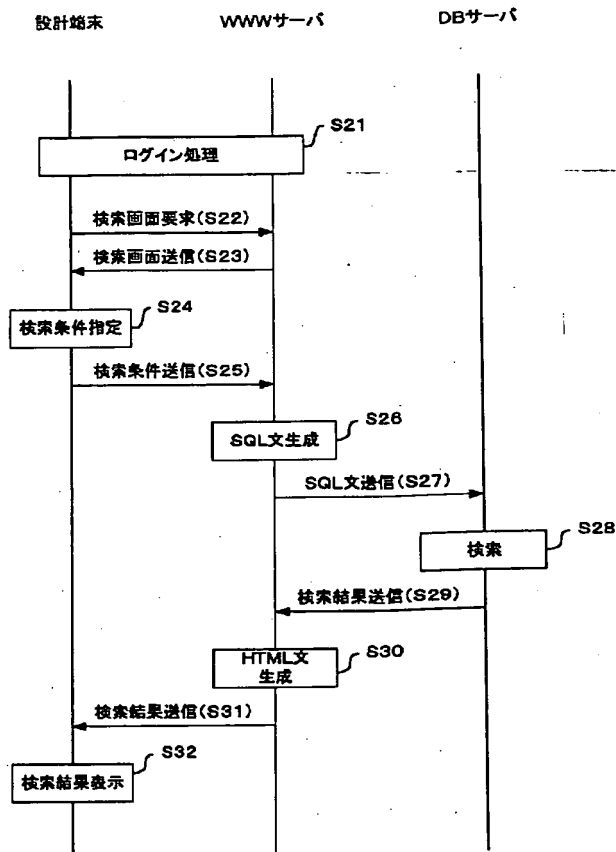 設計端末 WWWサーバ DBサーバ
S21
ログイン処理
検索画面要求(S22)
検索画面送信(S23)
S24
検索条件指定
検索条件送信(S25)
S26
SQL文生成
SQL文送信(S27)
S28
検索
検索結果送信(S29)
S30
HTML文
生成
検索結果送信(S31)
S32
検索結果表示